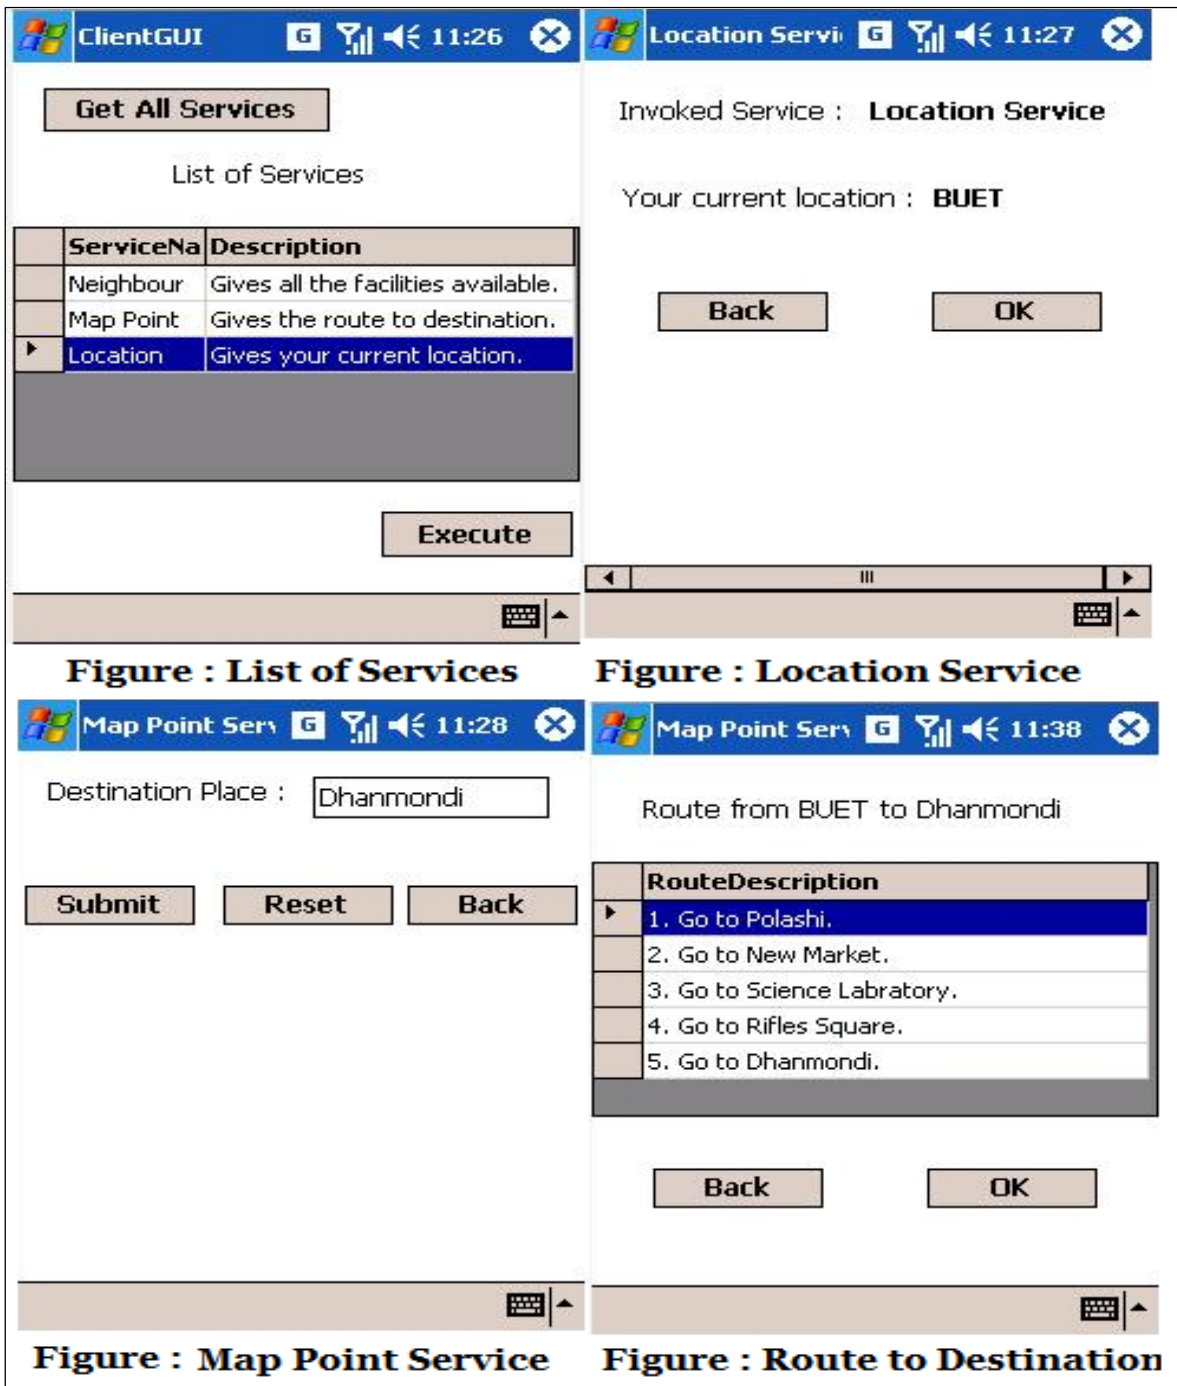 ClientGUI G 11:26
Get All Services
List of Services
ServiceNa Description
Neighbour Gives all the facilities available.
Map Point Gives the route to destination.
Location Gives your current location.
Execute
Figure : List of Services
Location Servi G 11:27
Invoked Service : Location Service
Your current location : BUET
Back OK
Figure : Location Service
Map Point Serv G 11:28
Destination Place : Dhanmondi
Submit Reset Back
Figure : Map Point Service
Map Point Serv G 11:38
Route from BUET to Dhanmondi
RouteDescription
1. Go to Polashi.
2. Go to New Market.
3. Go to Science Labratory.
4. Go to Rifles Square.
5. Go to Dhanmondi.
Back OK
Figure : Route to Destination